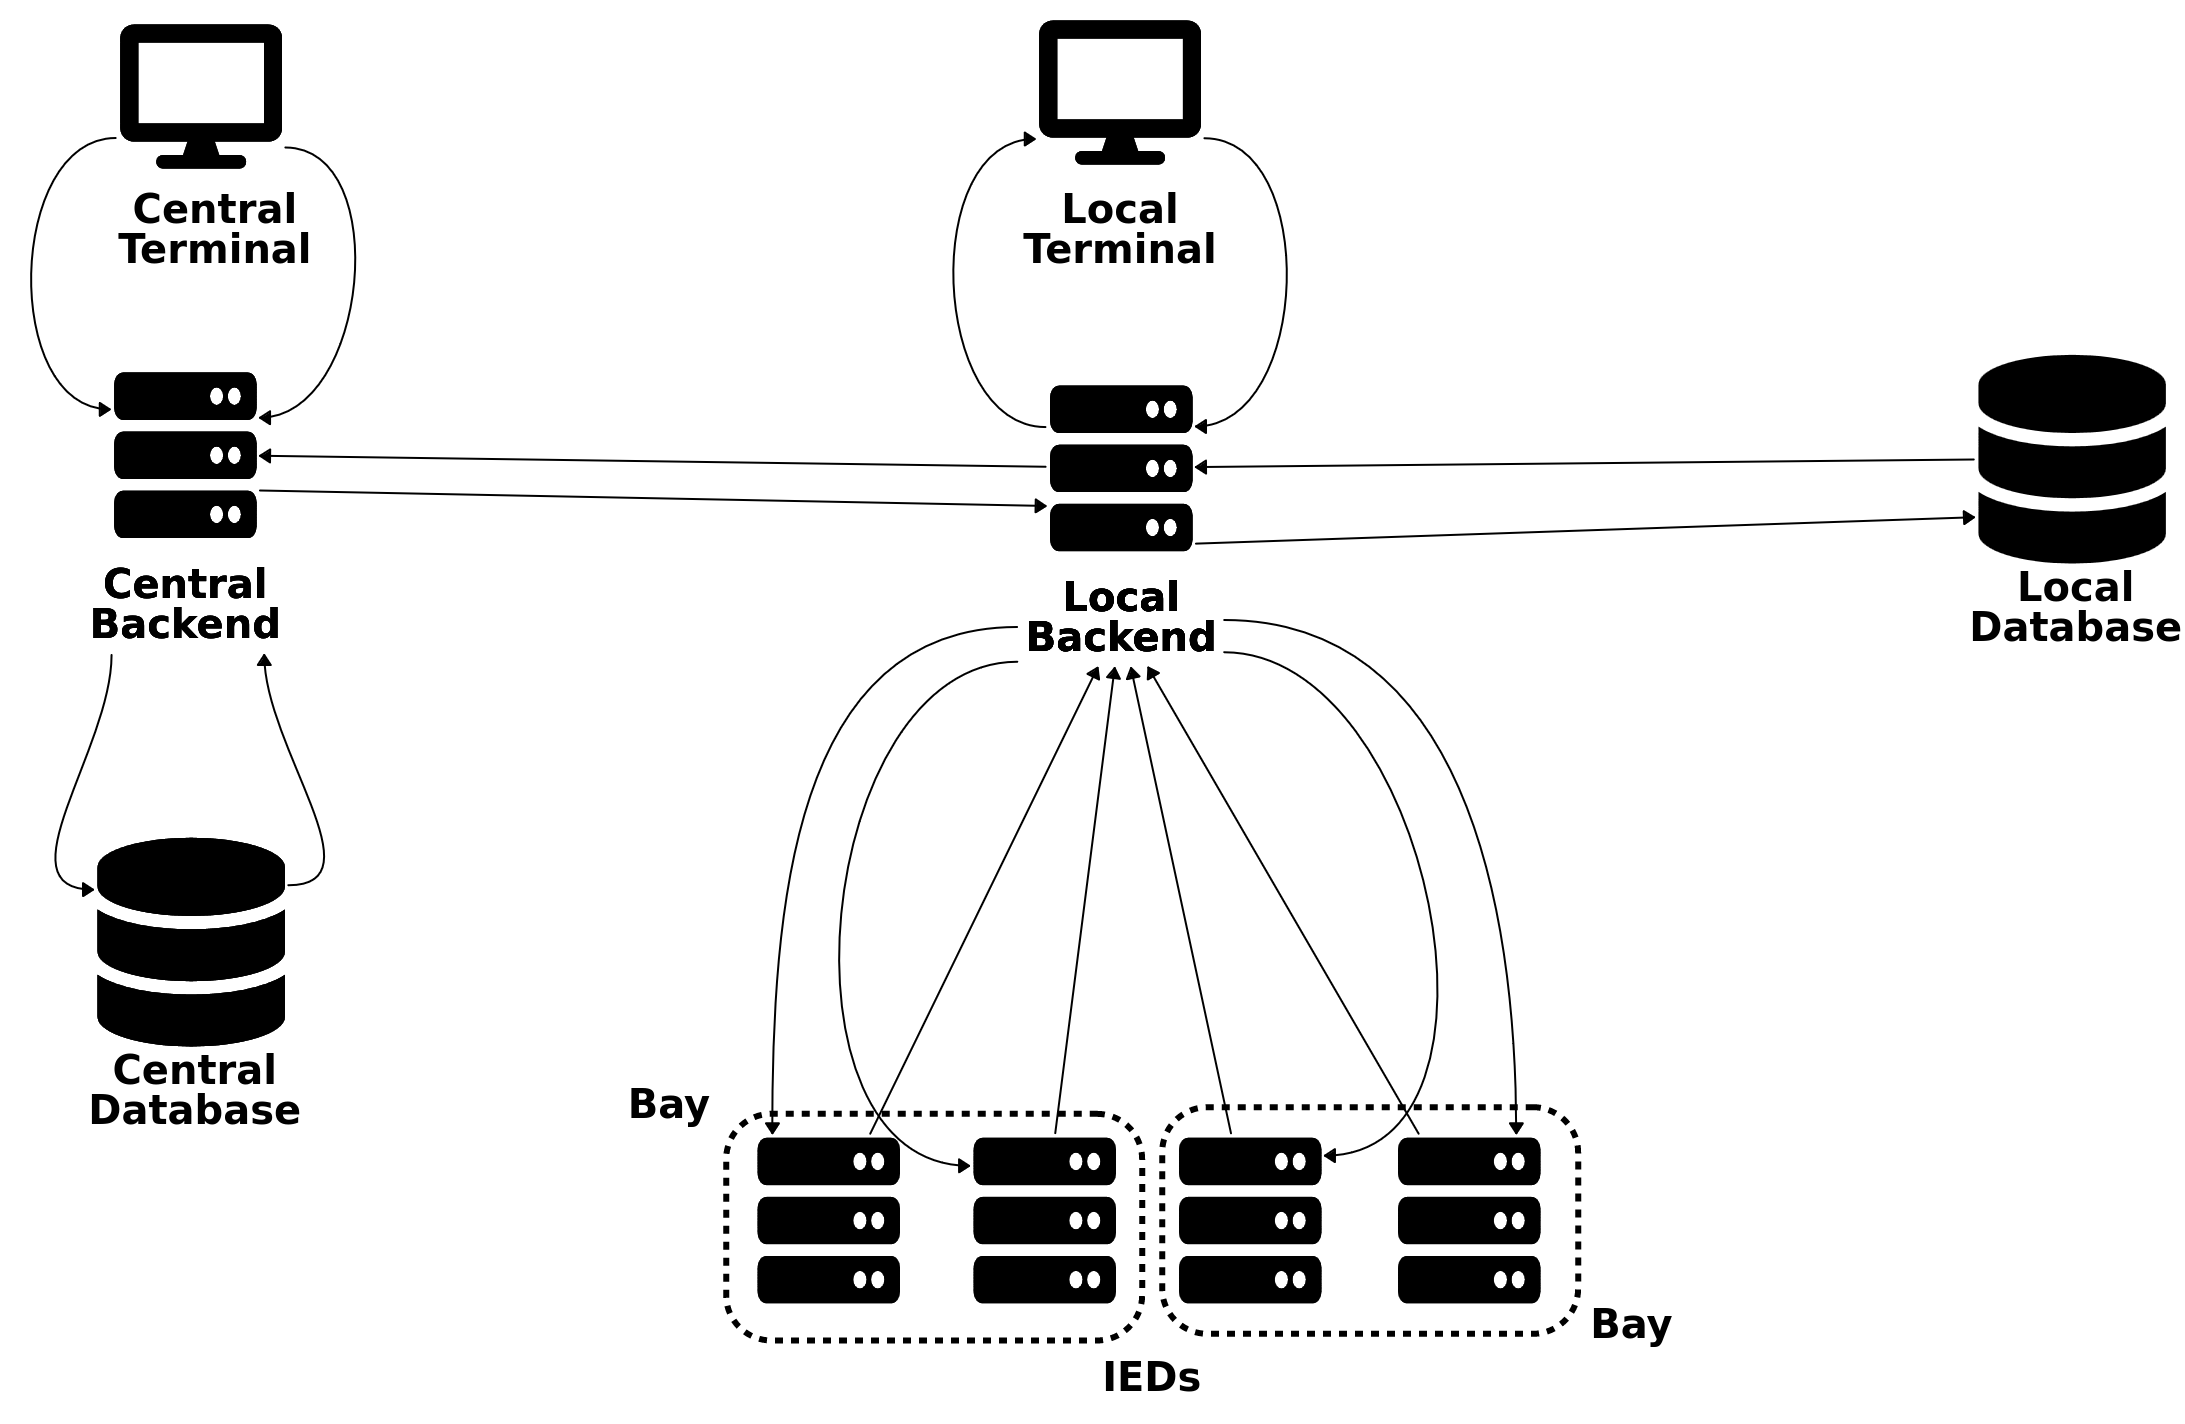 Central
Terminal
Local
Terminal
Central
Backend
Local
Backend
Local
Database
Central
Database
Bay
Bay
IEDs